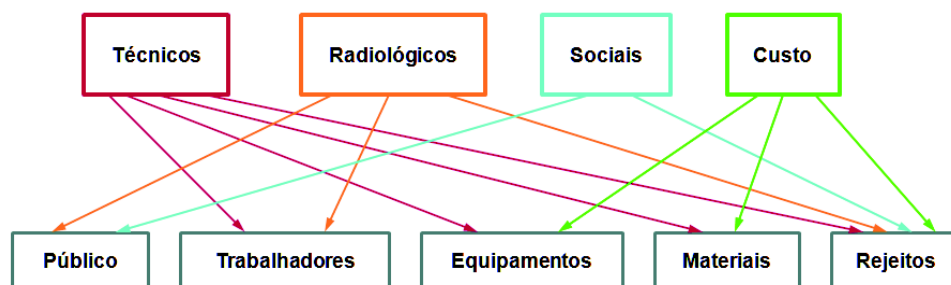 Técnicos
Radiológicos
Sociais
Custo
Público
Trabalhadores
Equipamentos
Materiais
Rejeitos